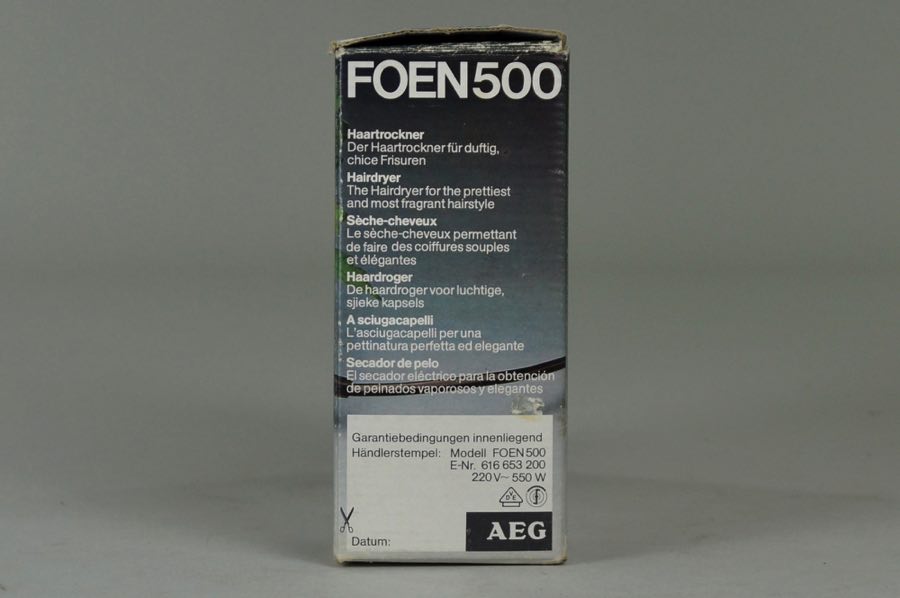 FOEN 500
Haartrockner
Der Haartrockner für duftig,
chice Frisuren
Hairdryer
The Hairdryer for the prettiest
and most fragrant hairstyle
Sèche-cheveux
Le sèche-cheveux permettant
de faire des coiffures souples
et élégantes
Haardroger
De haardroger voor luchtige,
sjieke kapsels
A sciugacapelli
L'asciugacapelli per una
pettinatura perfetta ed elegante
Secador de pelo
El secador eléctrico para la obtención
de peinados vaporosos y elegantes
Garantiebedingungen innenliegend
Händlerstempel: Modell FOEN 500
E-Nr. 616 653 200
220 V~ 550 W
VDE
Datum:
AEG